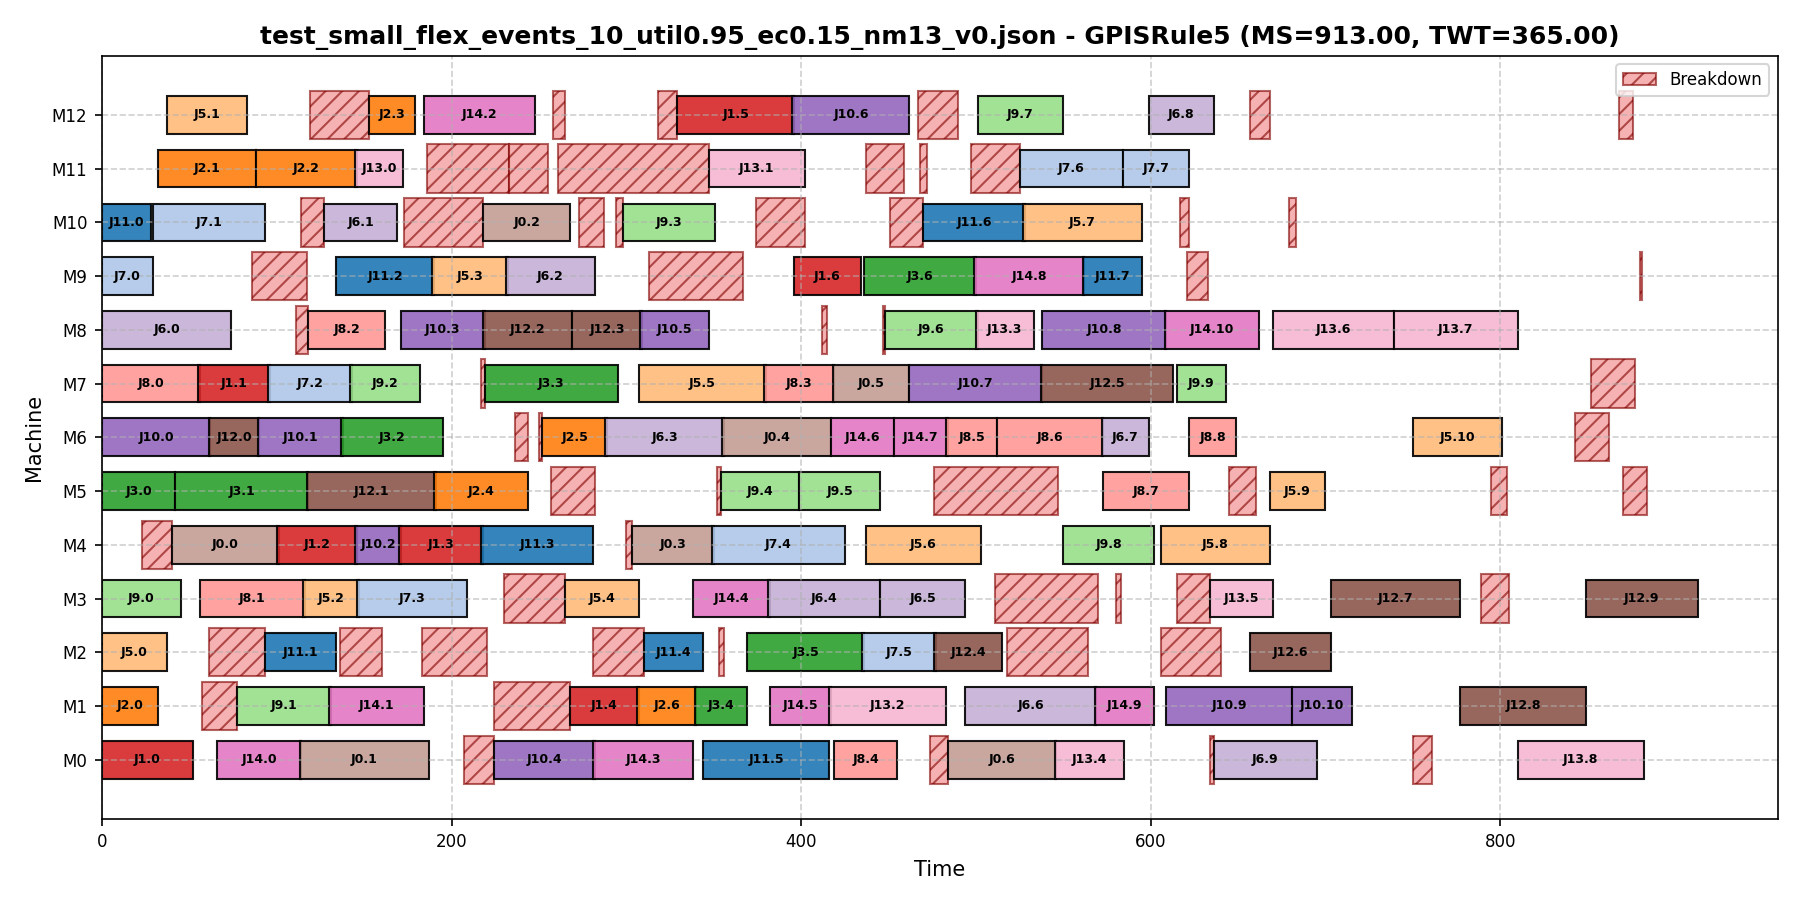 test_small_flex_events_10_util0.95_ec0.15_nm13_v0.json - GPISRule5 (MS=913.00, TWT=365.00)
Breakdown
M12 J5.1 J2.3 J14.2 J1.5 J10.6 J9.7 J6.8
M11 J2.1 J2.2 J13.0 J13.1 J7.6 J7.7
M10 J11.0 J7.1 J6.1 J0.2 J9.3 J11.6 J5.7
M9 J7.0 J11.2 J5.3 J6.2 J1.6 J3.6 J14.8 J11.7
M8 J6.0 J8.2 J10.3 J12.2 J12.3 J10.5 J9.6 J13.3 J10.8 J14.10 J13.6 J13.7
M7 J8.0 J1.1 J7.2 J9.2 J3.3 J5.5 J8.3 J0.5 J10.7 J12.5 J9.9
M6 J10.0 J12.0 J10.1 J3.2 J2.5 J6.3 J0.4 J14.6 J14.7 J8.5 J8.6 J6.7 J8.8 J5.10
M5 J3.0 J3.1 J12.1 J2.4 J9.4 J9.5 J8.7 J5.9
M4 J0.0 J1.2 J10.2 J1.3 J11.3 J0.3 J7.4 J5.6 J9.8 J5.8
M3 J9.0 J8.1 J5.2 J7.3 J5.4 J14.4 J6.4 J6.5 J13.5 J12.7 J12.9
M2 J5.0 J11.1 J11.4 J3.5 J7.5 J12.4 J12.6
M1 J2.0 J9.1 J14.1 J1.4 J2.6 J3.4 J14.5 J13.2 J6.6 J14.9 J10.9 J10.10 J12.8
M0 J1.0 J14.0 J0.1 J10.4 J14.3 J11.5 J8.4 J0.6 J13.4 J6.9 J13.8
Machine
0 200 400 600 800
Time